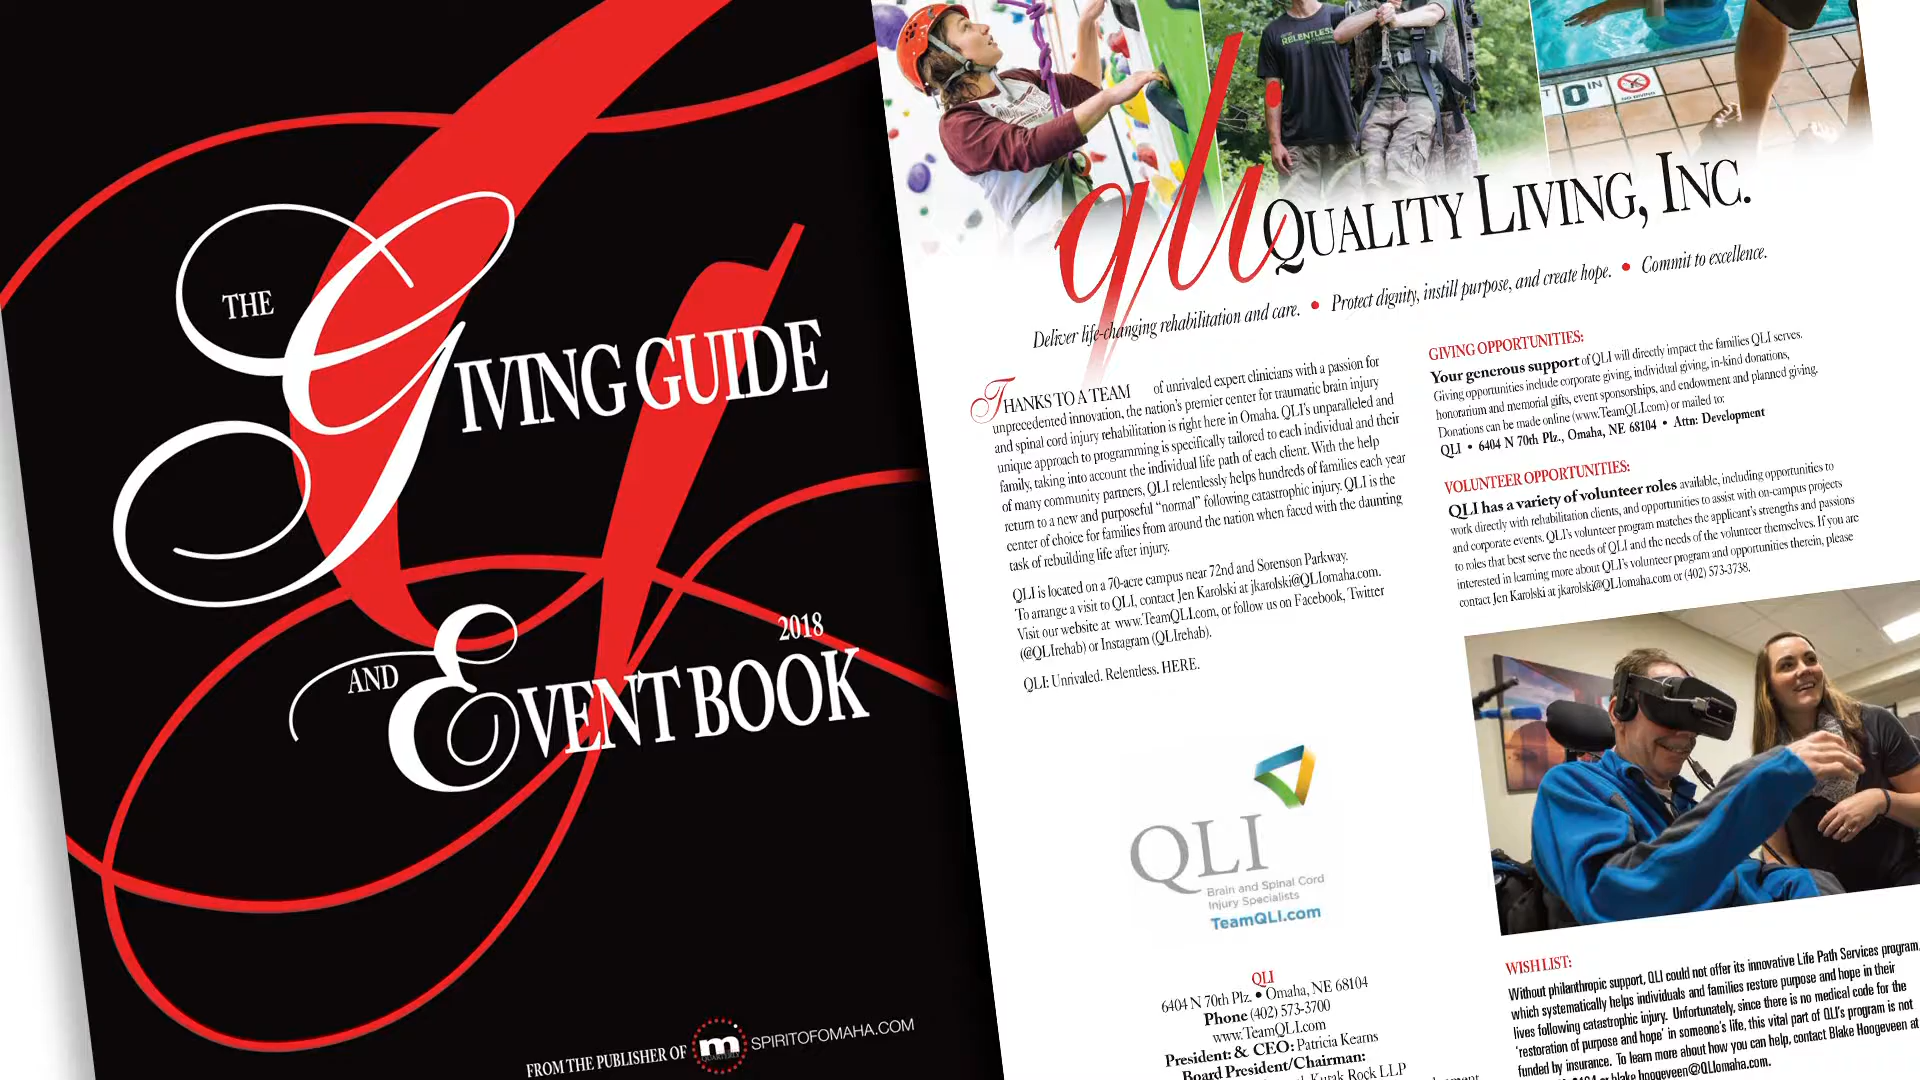 THE
GIVING GUIDE
2018
AND
EVENT BOOK
FROM THE PUBLISHER OF m QUARTERLY SPIRITOFOMAHA.COM
RELENTLESS
IN
qli QUALITY LIVING, INC.
Deliver life-changing rehabilitation and care. • Protect dignity, instill purpose, and create hope. • Commit to excellence.
THANKS TO A TEAM of unrivaled expert clinicians with a passion for
unprecedented innovation, the nation's premier center for traumatic brain injury
and spinal cord injury rehabilitation is right here in Omaha. QLI's unparalleled and
unique approach to programming is specifically tailored to each individual and their
family, taking into account the individual life path of each client. With the help
of many community partners, QLI relentlessly helps hundreds of families each year
return to a new and purposeful “normal” following catastrophic injury. QLI is the
center of choice for families from around the nation when faced with the daunting
task of rebuilding life after injury.
QLI is located on a 70-acre campus near 72nd and Sorenson Parkway.
To arrange a visit to QLI, contact Jen Karolski at jkarolski@QLIomaha.com.
Visit our website at www.TeamQLI.com, or follow us on Facebook, Twitter
(@QLIrehab) or Instagram (QLIrehab).
QLI: Unrivaled. Relentless. HERE.
QLI
Brain and Spinal Cord
Injury Specialists
TeamQLI.com
QLI
6404 N 70th Plz. • Omaha, NE 68104
Phone (402) 573-3700
www.TeamQLI.com
President: & CEO: Patricia Kearns
Board President/Chairman:
Kutak Rock LLP
GIVING OPPORTUNITIES:
Your generous support of QLI will directly impact the families QLI serves.
Giving opportunities include corporate giving, individual giving, in-kind donations,
honorarium and memorial gifts, event sponsorships, and endowment and planned giving.
Donations can be made online (www.TeamQLI.com) or mailed to:
QLI • 6404 N 70th Plz., Omaha, NE 68104 • Attn: Development
VOLUNTEER OPPORTUNITIES:
QLI has a variety of volunteer roles available, including opportunities to
work directly with rehabilitation clients, and opportunities to assist with on-campus projects
and corporate events. QLI's volunteer program matches the applicant's strengths and passions
to roles that best serve the needs of QLI and the needs of the volunteer themselves. If you are
interested in learning more about QLI's volunteer program and opportunities therein, please
contact Jen Karolski at jkarolski@QLIomaha.com or (402) 573-3738.
WISH LIST:
Without philanthropic support, QLI could not offer its innovative Life Path Services program,
which systematically helps individuals and families restore purpose and hope in their
lives following catastrophic injury. Unfortunately, since there is no medical code for the
‘restoration of purpose and hope’ in someone's life, this vital part of QLI's program is not
funded by insurance. To learn more about how you can help, contact Blake Hoogeveen at
or blake.hoogeveen@QLIomaha.com.